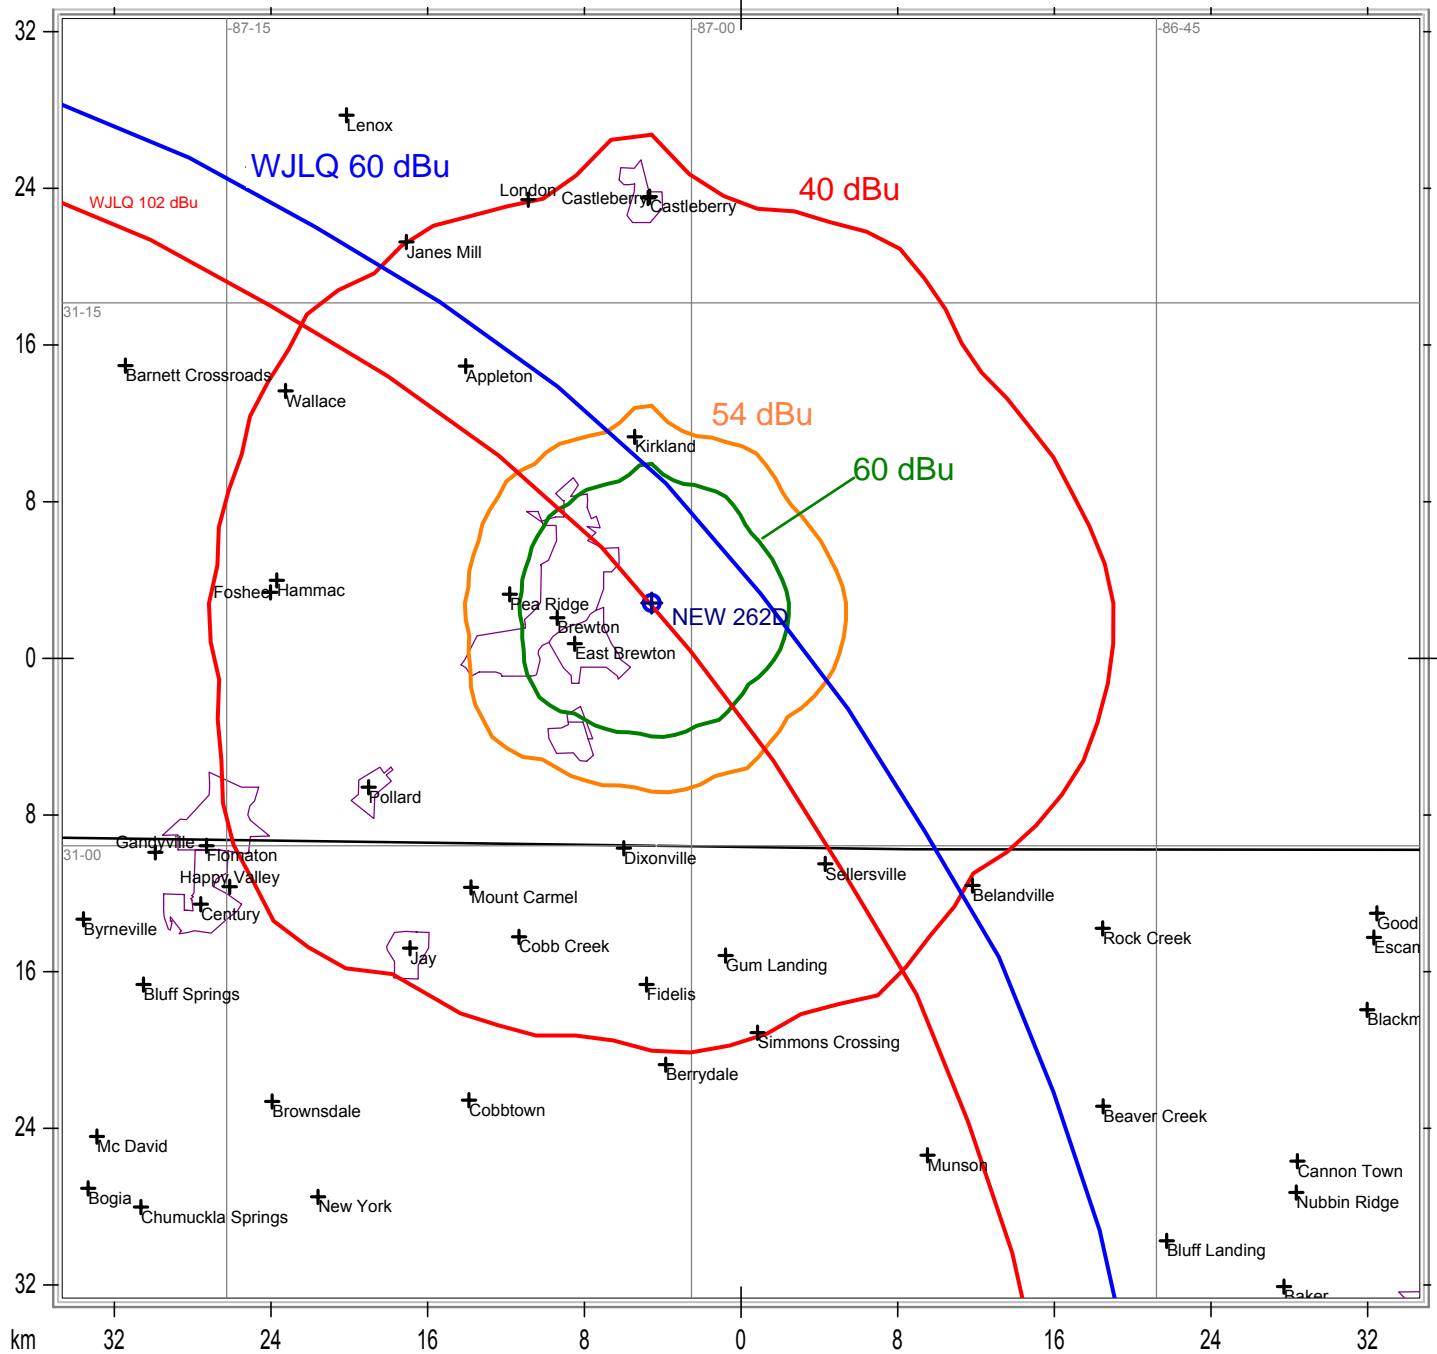 32
-87-15
-87-00
-86-45
Lenox
WJLQ 60 dBu
24
London
Castleberry
Castleberry
40 dBu
WJLQ 102 dBu
Janes Mill
31-15
16
Barnett Crossroads
Appleton
Wallace
54 dBu
Kirkland
60 dBu
8
Foshee
Hammac
Pea Ridge
NEW 262D
Brewton
East Brewton
0
Pollard
8
Gandyville
Flomaton
31-00
Dixonville
Sellersville
Happy Valley
Mount Carmel
Belandville
Century
Byrneville
Good
Rock Creek
Cobb Creek
Escam
Jay
Gum Landing
16
Bluff Springs
Fidelis
Blackm
Simmons Crossing
Berrydale
Brownsdale
Cobbtown
Beaver Creek
24
Mc David
Munson
Cannon Town
Bogia
New York
Nubbin Ridge
Chumuckla Springs
Bluff Landing
32
Baker
km 32 24 16 8 0 8 16 24 32